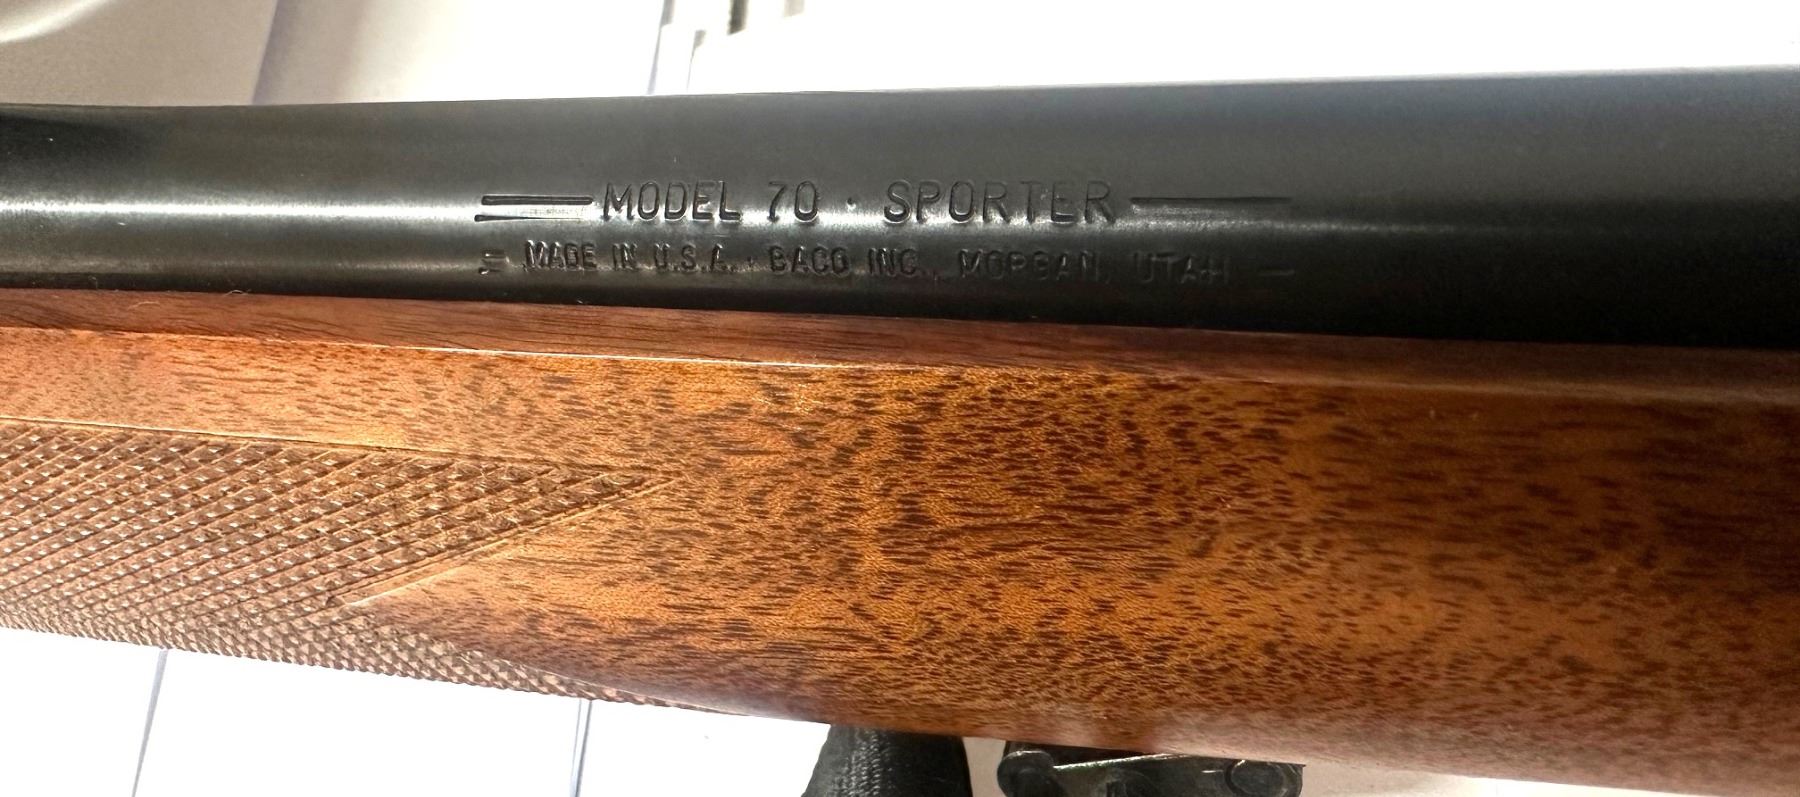 MODEL 70 · SPORTER
MADE IN U.S.A. · BACO INC., MORGAN, UTAH